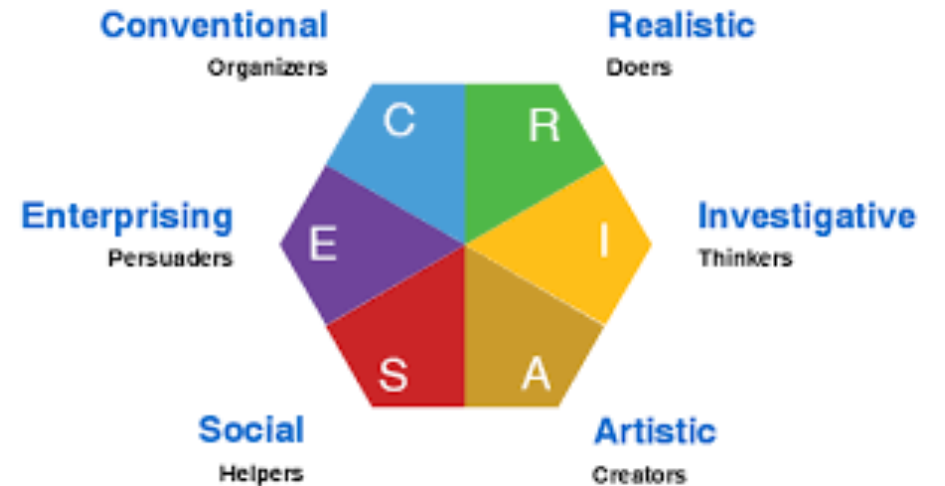 Conventional
Organizers
Realistic
Doers
C
R
Enterprising
Persuaders
E
I
Investigative
Thinkers
S
A
Social
Helpers
Artistic
Creators